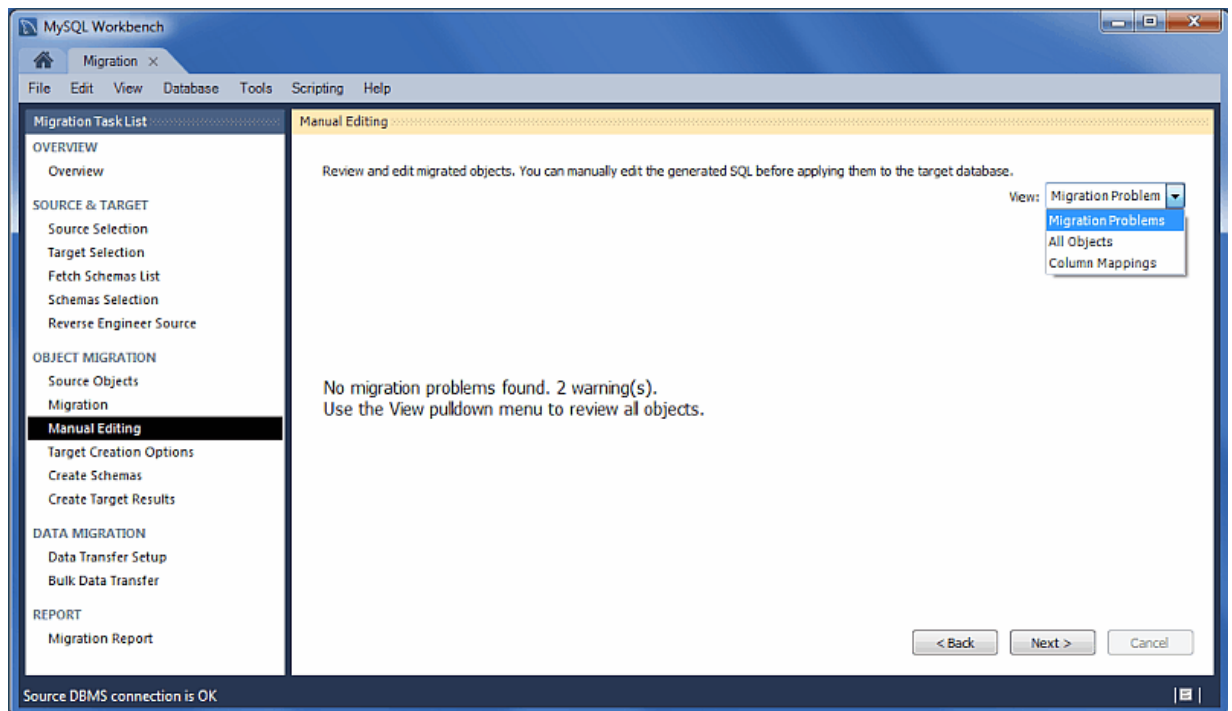 MySQL Workbench
Migration ×
File Edit View Database Tools Scripting Help
Migration Task List
OVERVIEW
Overview
SOURCE & TARGET
Source Selection
Target Selection
Fetch Schemas List
Schemas Selection
Reverse Engineer Source
OBJECT MIGRATION
Source Objects
Migration
Manual Editing
Target Creation Options
Create Schemas
Create Target Results
DATA MIGRATION
Data Transfer Setup
Bulk Data Transfer
REPORT
Migration Report
Manual Editing
Review and edit migrated objects. You can manually edit the generated SQL before applying them to the target database.
View: Migration Problem
Migration Problems
All Objects
Column Mappings
No migration problems found. 2 warning(s).
Use the View pulldown menu to review all objects.
< Back Next > Cancel
Source DBMS connection is OK